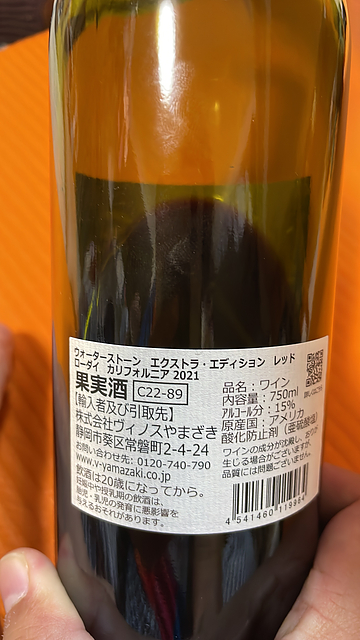 ウォーターストーン エクストラ・エディション レッド
ローダイ カリフォルニア 2021
果実酒 C22-89
【輸入者及び引取先】
株式会社ヴィノスやまざき
静岡市葵区常磐町2-4-24
お問い合わせ先: 0120-740-790
www.v-yamazaki.co.jp
飲酒は20歳になってから。
妊娠中や授乳期の飲酒は、
胎児・乳児の発育に悪影響を
与えるおそれがあります。
品名：ワイン
内容量：750ml
アルコール分：15%
原産国：アメリカ
酸化防止剤（亜硫酸塩）
ワインの成分が沈殿し、おりが
生じる場合がございますが、
品質には問題ございません。
4 541460 119864